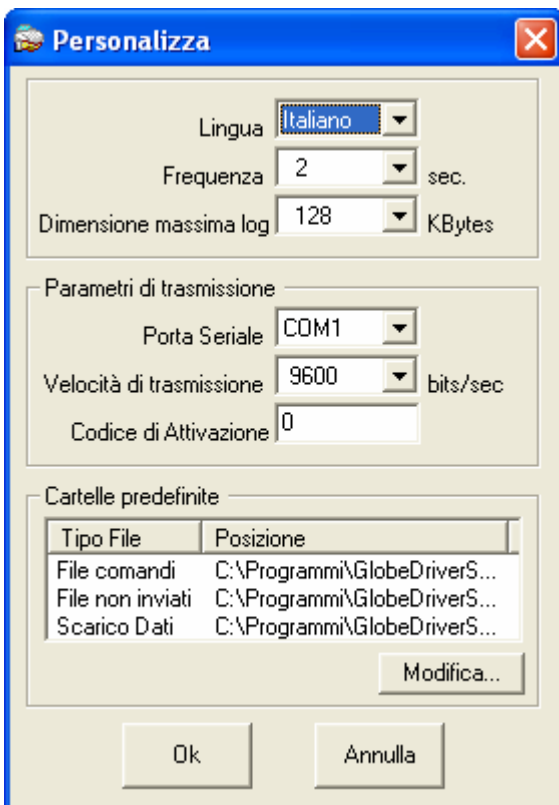 Personalizza
Lingua Italiano
Frequenza 2 sec.
Dimensione massima log 128 KBytes
Parametri di trasmissione
Porta Seriale COM1
Velocità di trasmissione 9600 bits/sec
Codice di Attivazione 0
Cartelle predefinite
Tipo File Posizione
File comandi C:\Programmi\GlobeDriverS...
File non inviati C:\Programmi\GlobeDriverS...
Scarico Dati C:\Programmi\GlobeDriverS...
Modifica...
Ok Annulla